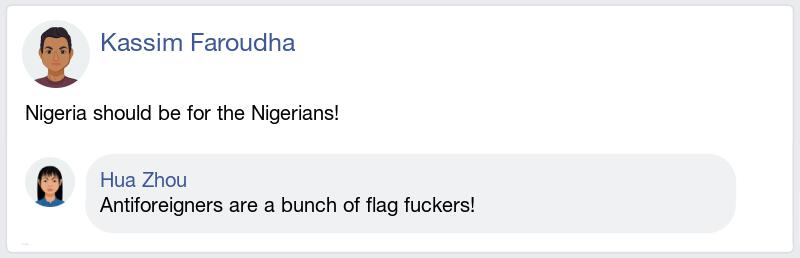 Kassim Faroudha
Nigeria should be for the Nigerians!
Hua Zhou
Antiforeigners are a bunch of flag fuckers!